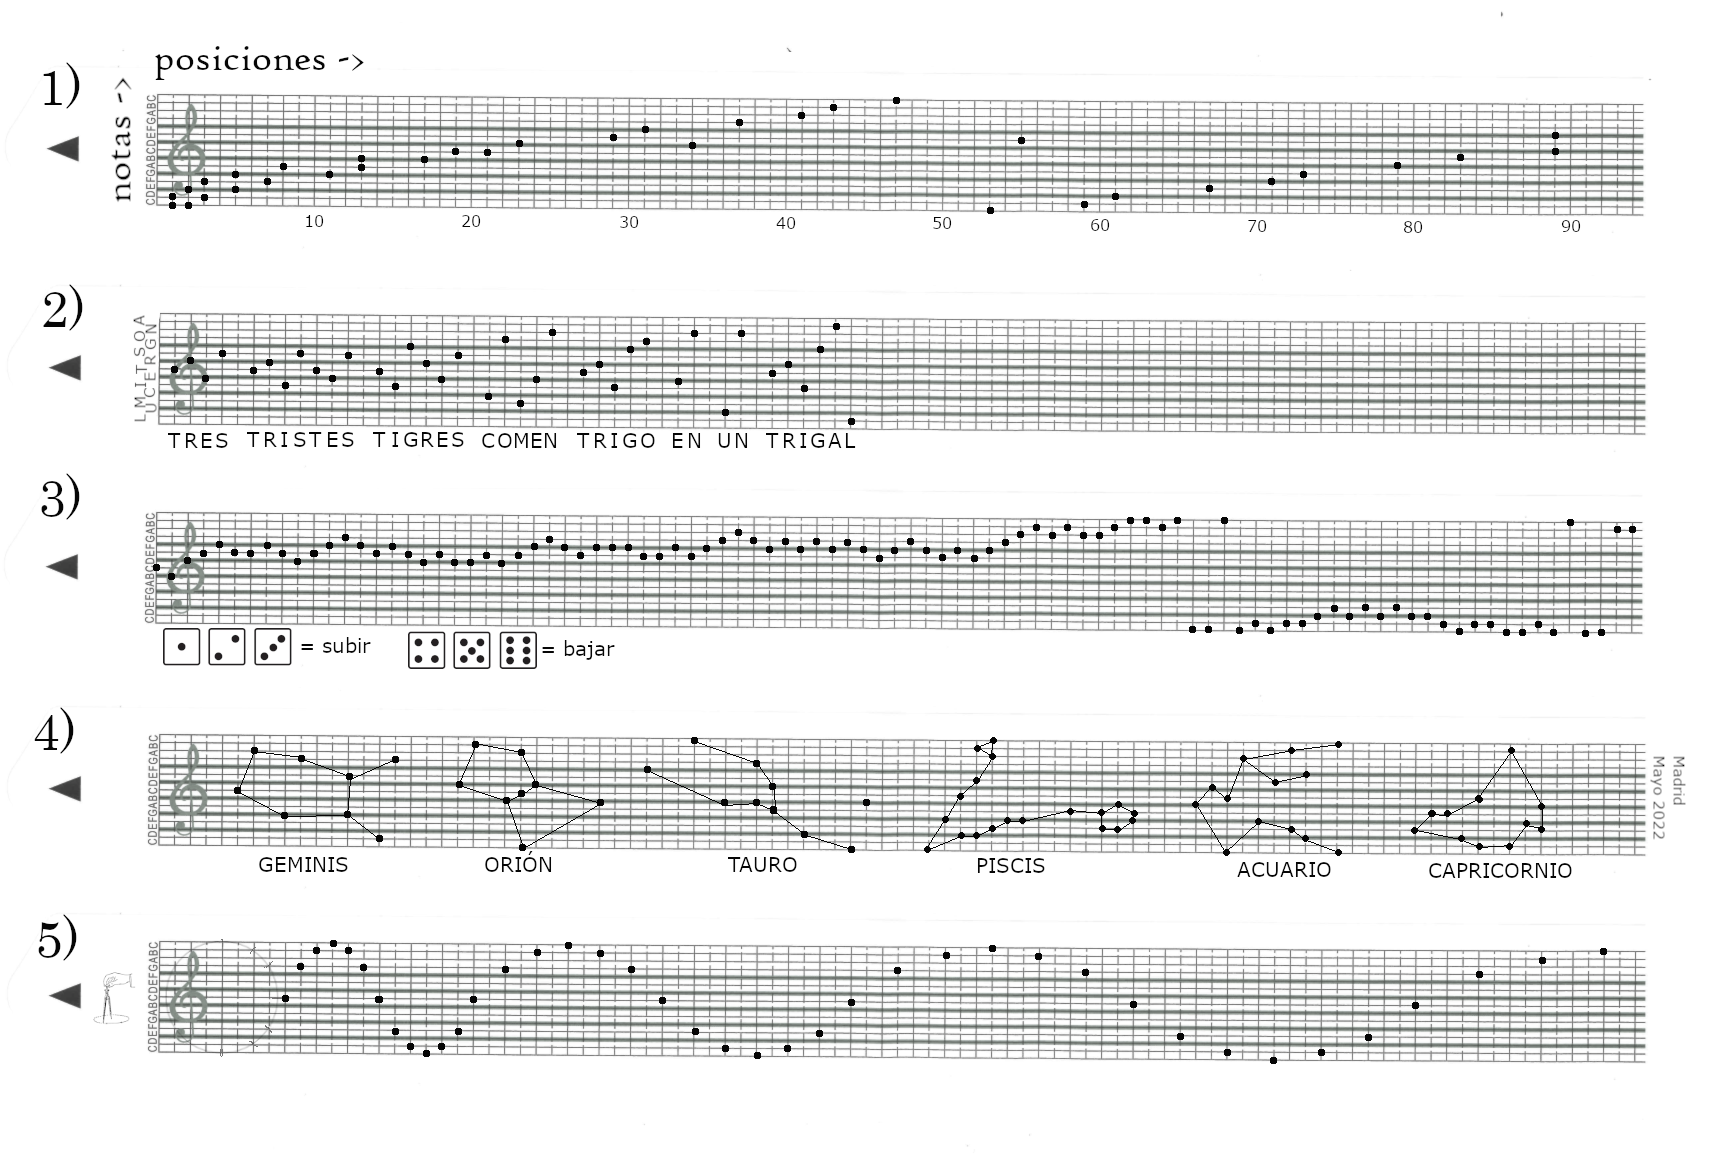 posiciones ->
1)
notas ->
CDEFGABCDEFGABC
10 20 30 40 50 60 70 80 90
2)
LMITSOA
UCERGN
TRES TRISTES TIGRES COMEN TRIGO EN UN TRIGAL
3)
CDEFGABCDEFGABC
= subir = bajar
4)
CDEFGABCDEFGABC
Madrid
Mayo 2022
GEMINIS ORIÓN TAURO PISCIS ACUARIO CAPRICORNIO
5)
CDEFGABCDEFGABC